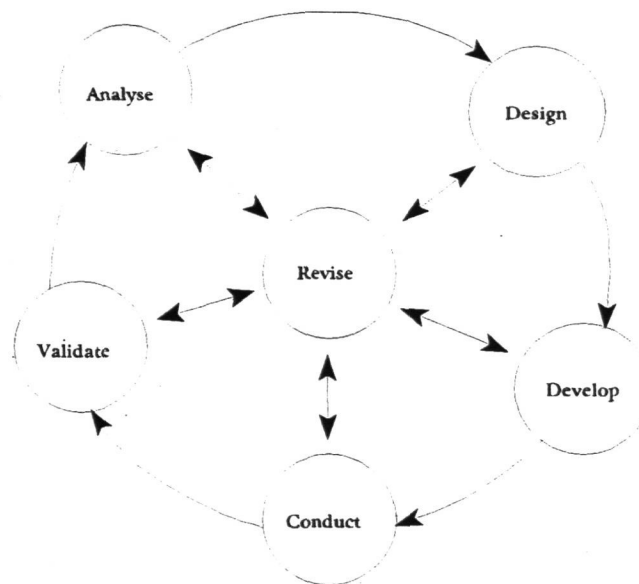 Analyse
Design
Revise
Validate
Develop
Conduct